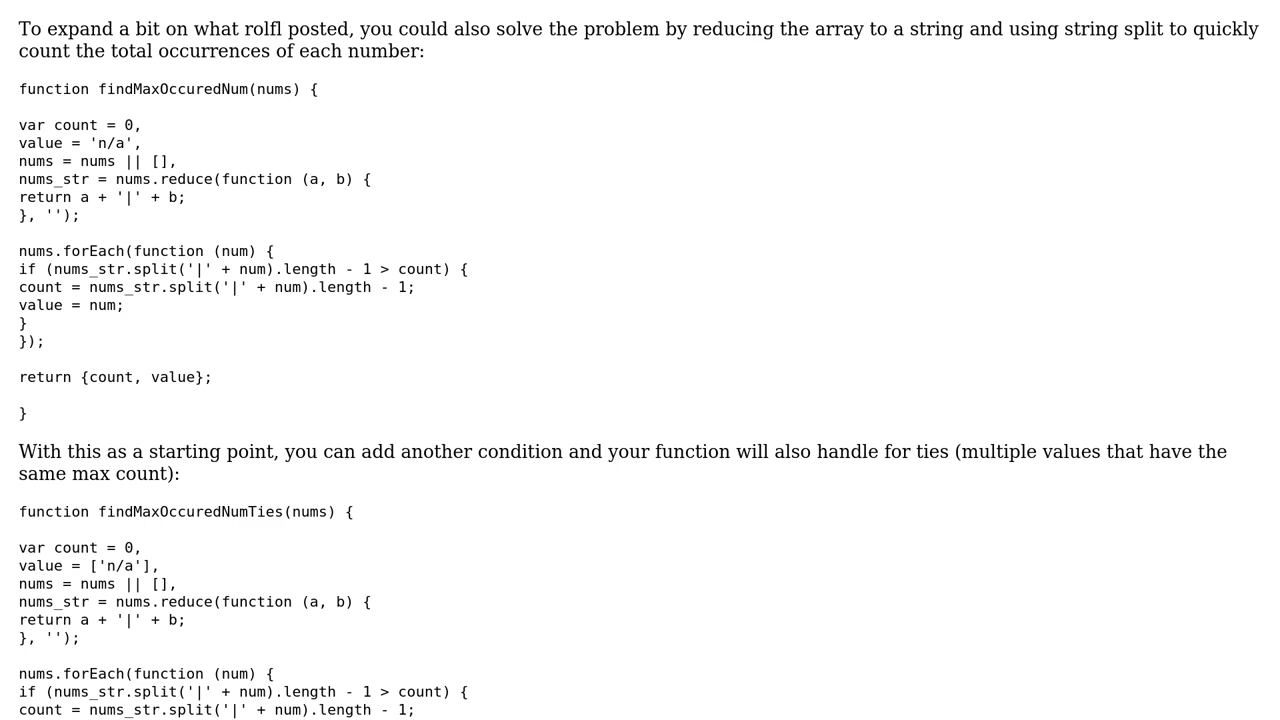 To expand a bit on what rolfl posted, you could also solve the problem by reducing the array to a string and using string split to quickly
count the total occurrences of each number:
function findMaxOccuredNum(nums) {
var count = 0,
value = 'n/a',
nums = nums || [],
nums_str = nums.reduce(function (a, b) {
return a + '|' + b;
}, '');
nums.forEach(function (num) {
if (nums_str.split('|' + num).length - 1 > count) {
count = nums_str.split('|' + num).length - 1;
value = num;
}
});
return {count, value};
}
With this as a starting point, you can add another condition and your function will also handle for ties (multiple values that have the
same max count):
function findMaxOccuredNumTies(nums) {
var count = 0,
value = ['n/a'],
nums = nums || [],
nums_str = nums.reduce(function (a, b) {
return a + '|' + b;
}, '');
nums.forEach(function (num) {
if (nums_str.split('|' + num).length - 1 > count) {
count = nums_str.split('|' + num).length - 1;